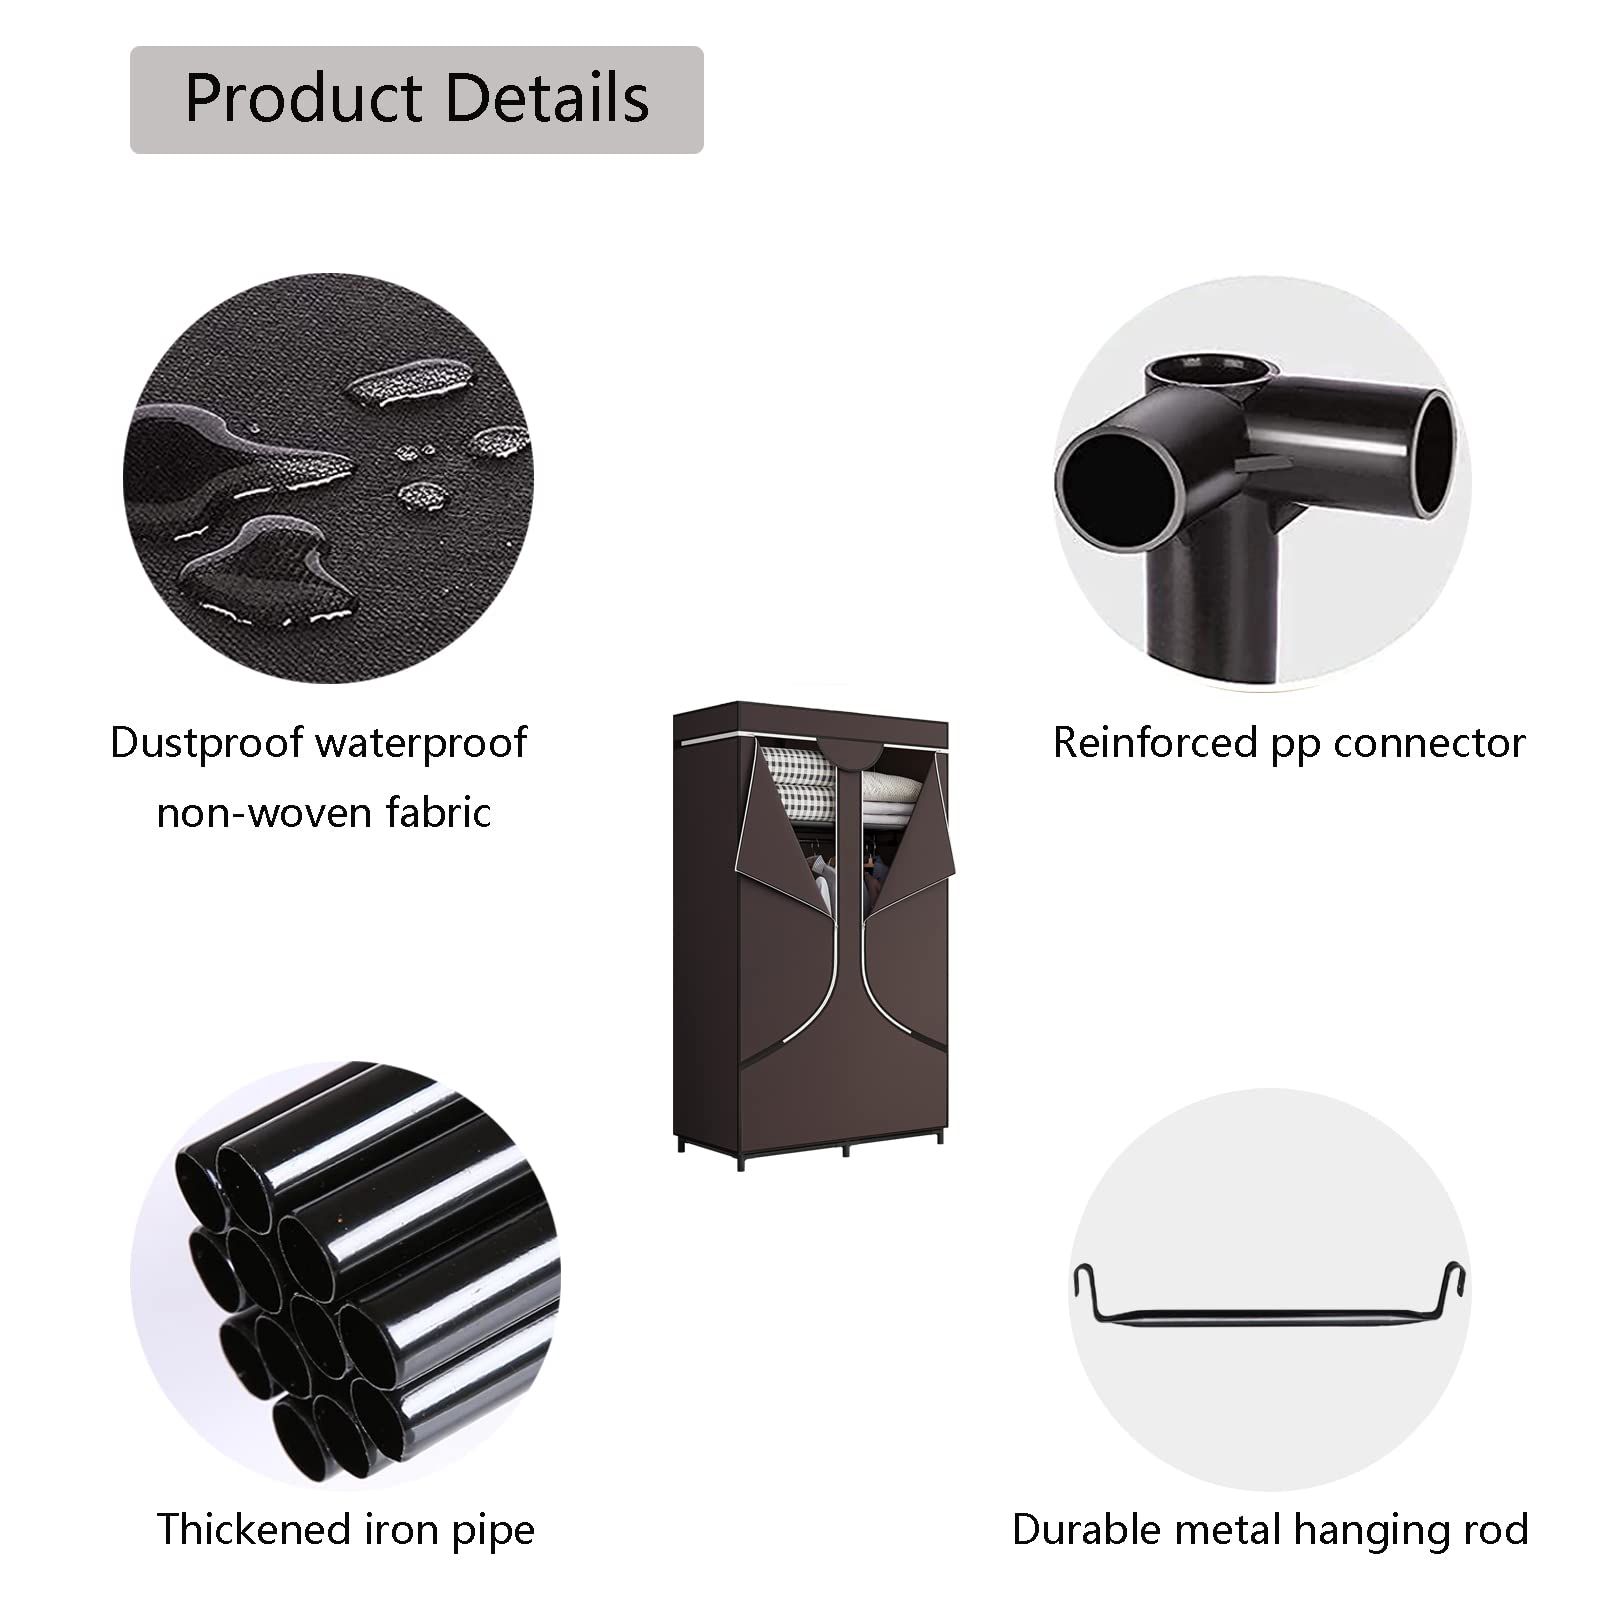 Product Details
Dustproof waterproof
non-woven fabric
Reinforced pp connector
Thickened iron pipe
Durable metal hanging rod